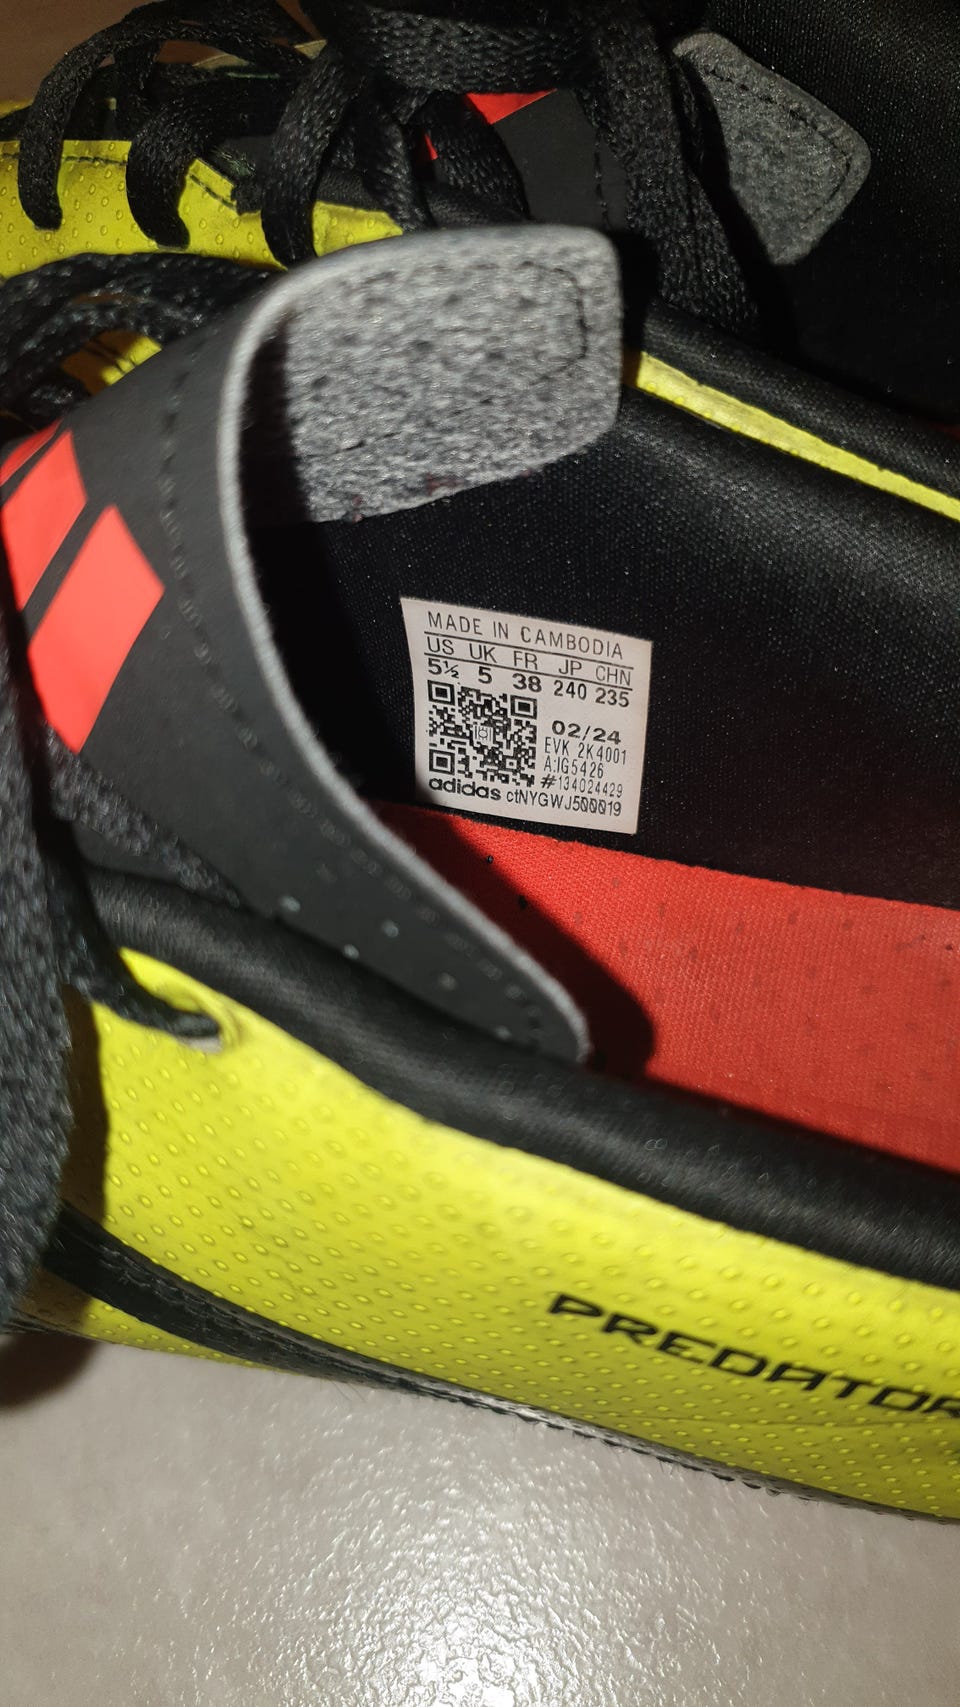 MADE IN CAMBODIA
US UK FR JP CHN
5½ 5 38 240 235
02/24
EVK 2K4001
A:IG5426
#134024429
adidas ctNYGWJ500019
PREDATOR